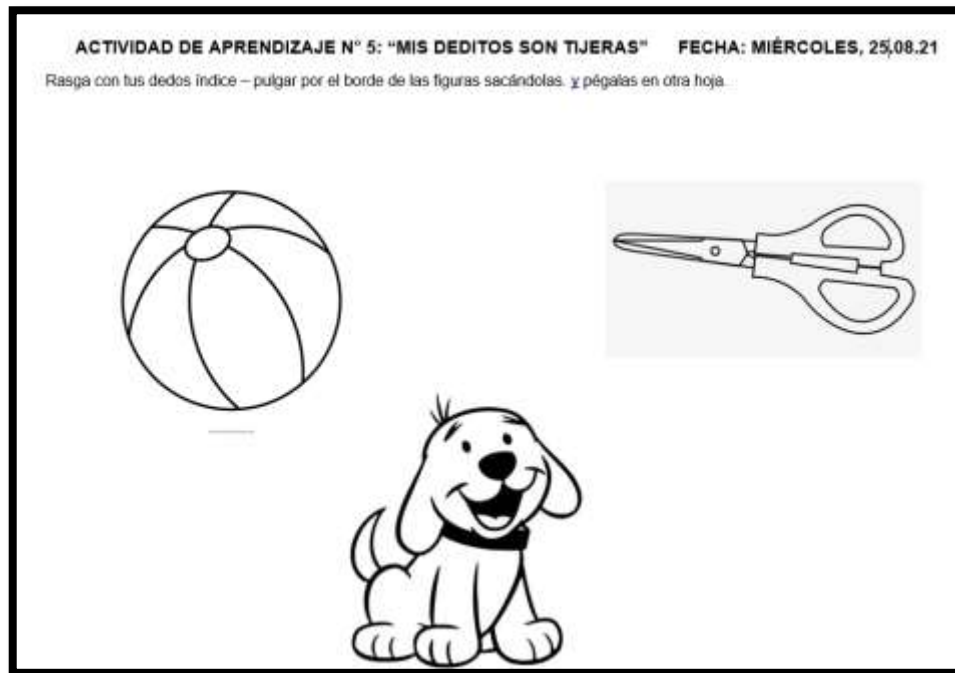 ACTIVIDAD DE APRENDIZAJE N° 5: “MIS DEDITOS SON TIJERAS” FECHA: MIÉRCOLES, 25,08.21
Rasga con tus dedos índice – pulgar por el borde de las figuras sacándolas. y pégalas en otra hoja.